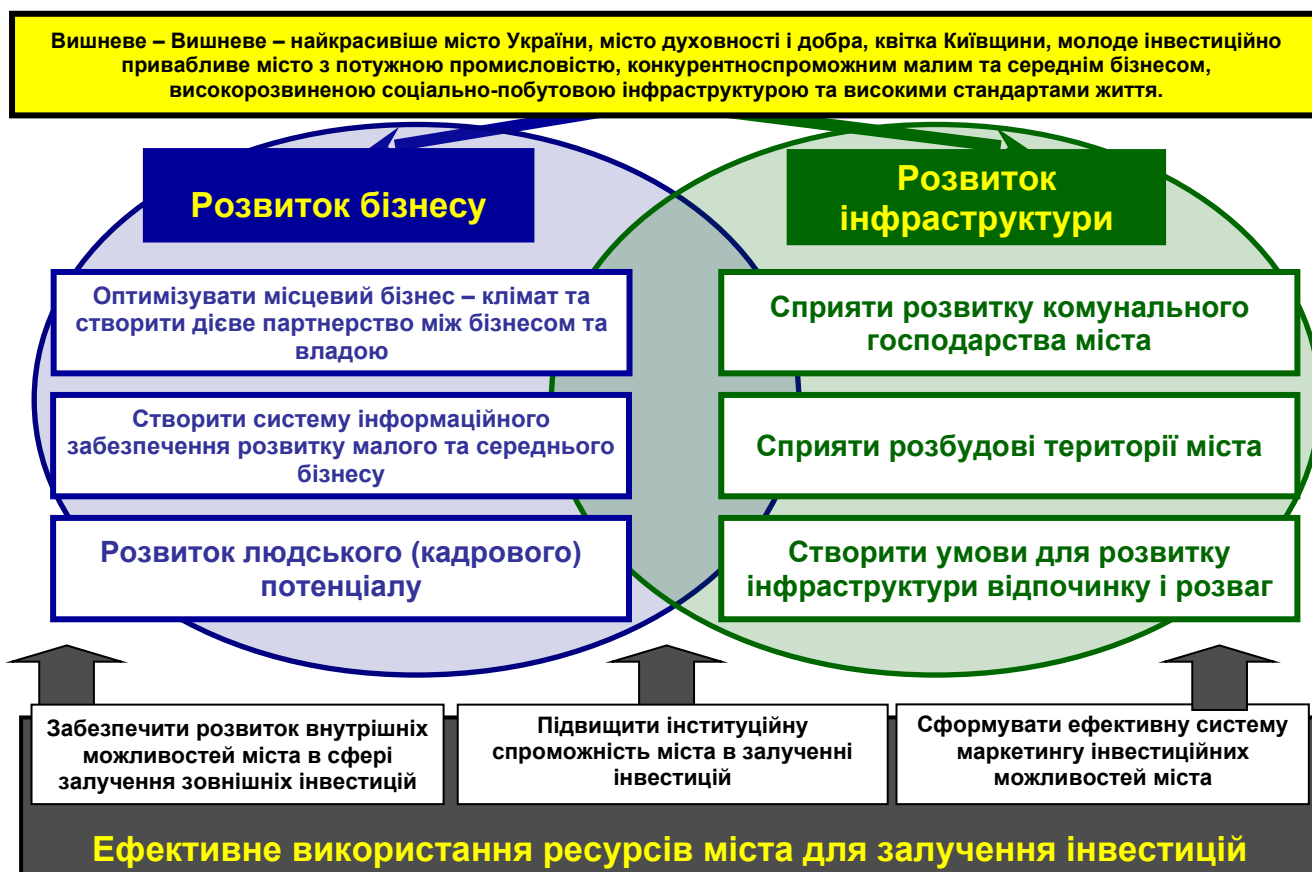 Вишневе – Вишневе – найкрасивіше місто України, місто духовності і добра, квітка Київщини, молоде інвестиційно
привабливе місто з потужною промисловістю, конкурентноспроможним малим та середнім бізнесом,
високорозвиненою соціально-побутовою інфраструктурою та високими стандартами життя.
Розвиток бізнесу
Оптимізувати місцевий бізнес – клімат та
створити дієве партнерство між бізнесом та
владою
Створити систему інформаційного
забезпечення розвитку малого та середнього
бізнесу
Розвиток людського (кадрового)
потенціалу
Розвиток
інфраструктури
Сприяти розвитку комунального
господарства міста
Сприяти розбудові території міста
Створити умови для розвитку
інфраструктури відпочинку і розваг
Забезпечити розвиток внутрішніх
можливостей міста в сфері
залучення зовнішніх інвестицій
Підвищити інституційну
спроможність міста в залученні
інвестицій
Сформувати ефективну систему
маркетингу інвестиційних
можливостей міста
Ефективне використання ресурсів міста для залучення інвестицій